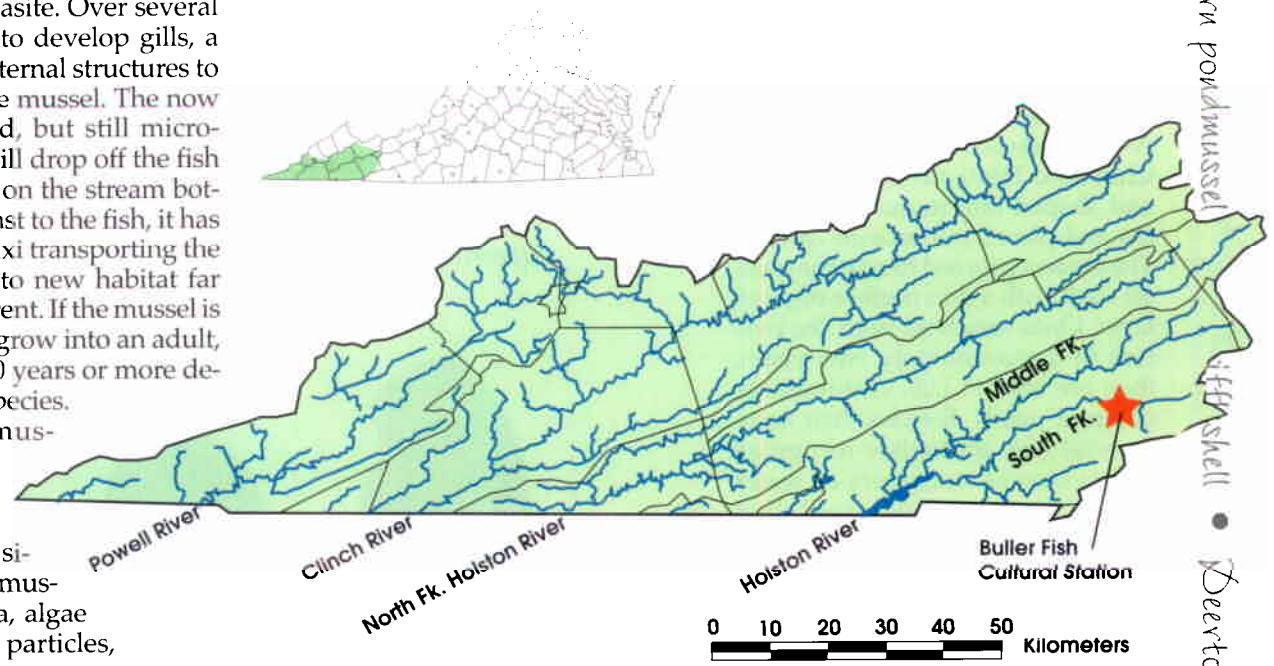 asite. Over several
to develop gills, a
ternal structures to
e mussel. The now
d, but still micro-
ill drop off the fish
on the stream bot-
st to the fish, it has
xi transporting the
to new habitat far
ent. If the mussel is
grow into an adult,
0 years or more de-
pecies.
mus-
si-
mus-
a, algae
particles,
Middle FK.
South FK.
Powell River
Clinch River
North Fk. Holston River
Holston River
Buller Fish
Cultural Station
0 10 20 30 40 50
Kilometers
rn pondmussel
iffleshell • Deerto